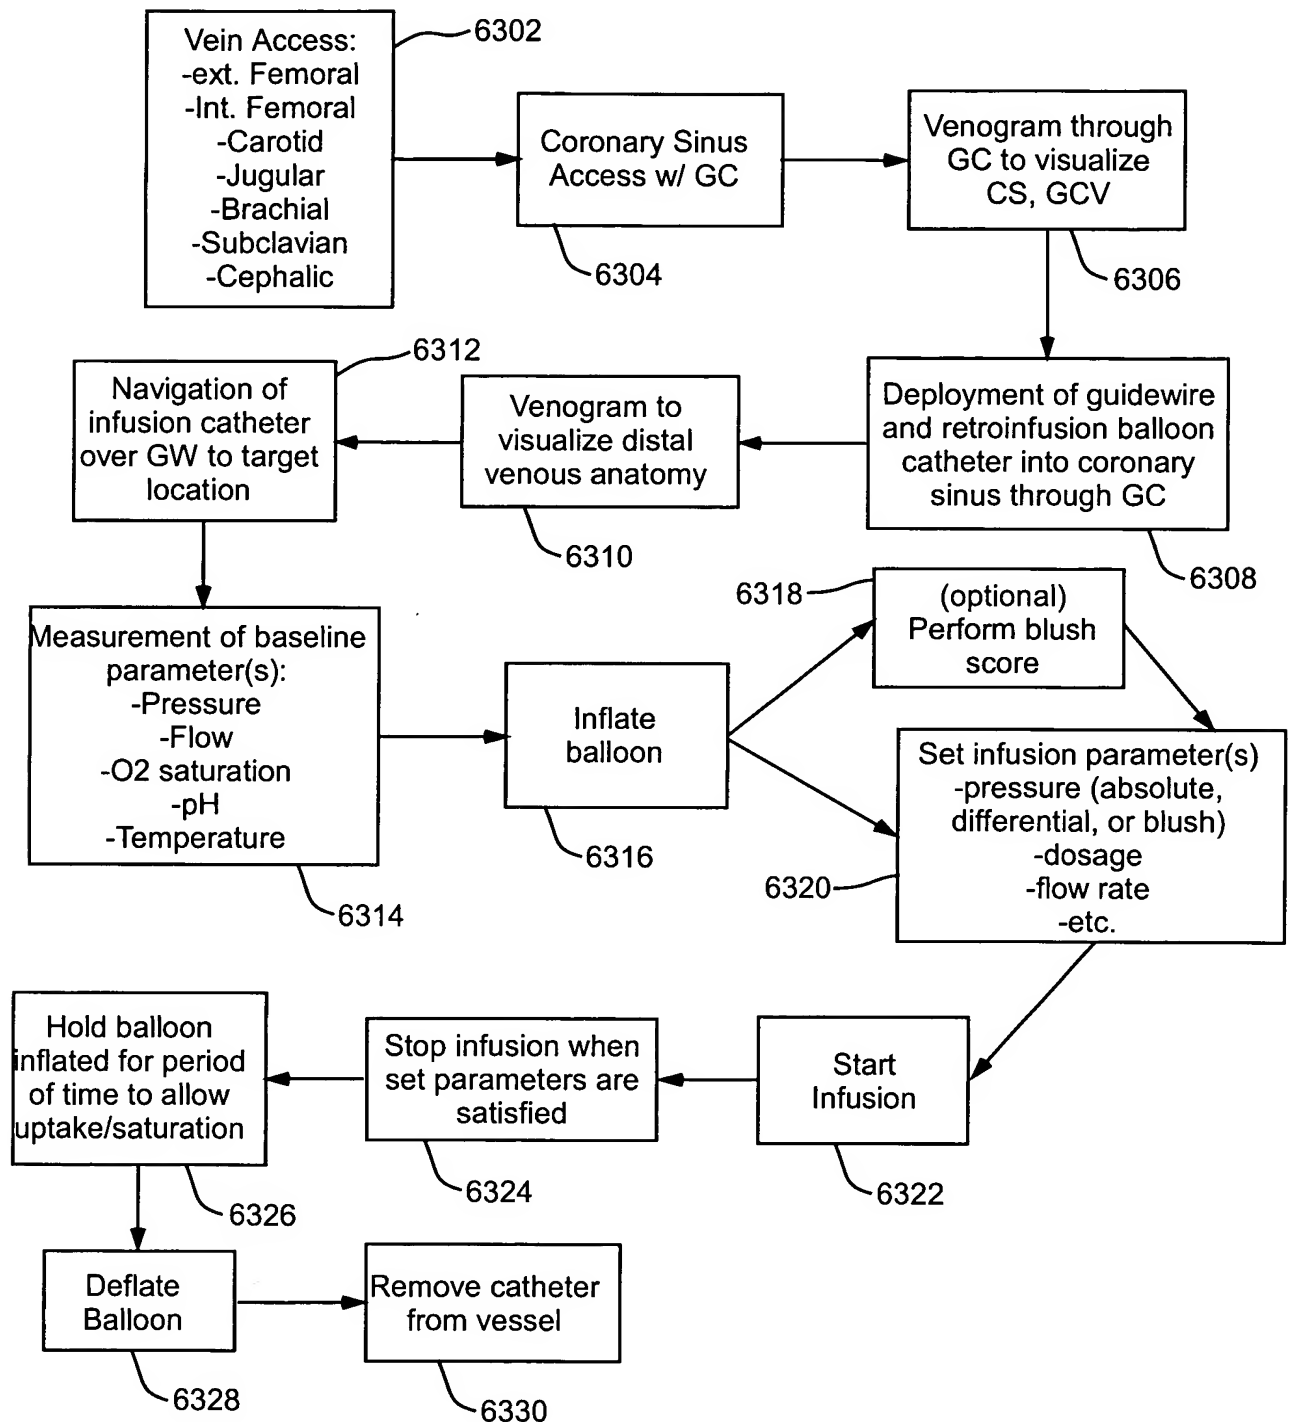 Vein Access:
-ext. Femoral
-Int. Femoral
-Carotid
-Jugular
-Brachial
-Subclavian
-Cephalic
6302
Coronary Sinus
Access w/ GC
6304
Venogram through
GC to visualize
CS, GCV
6306
Deployment of guidewire
and retroinfusion balloon
catheter into coronary
sinus through GC
6308
Venogram to
visualize distal
venous anatomy
6310
Navigation of
infusion catheter
over GW to target
location
6312
Measurement of baseline
parameter(s):
-Pressure
-Flow
-O2 saturation
-pH
-Temperature
6314
Inflate
balloon
6316
(optional)
Perform blush
score
6318
Set infusion parameter(s)
-pressure (absolute,
differential, or blush)
-dosage
-flow rate
-etc.
6320
Start
Infusion
6322
Stop infusion when
set parameters are
satisfied
6324
Hold balloon
inflated for period
of time to allow
uptake/saturation
6326
Deflate
Balloon
6328
Remove catheter
from vessel
6330